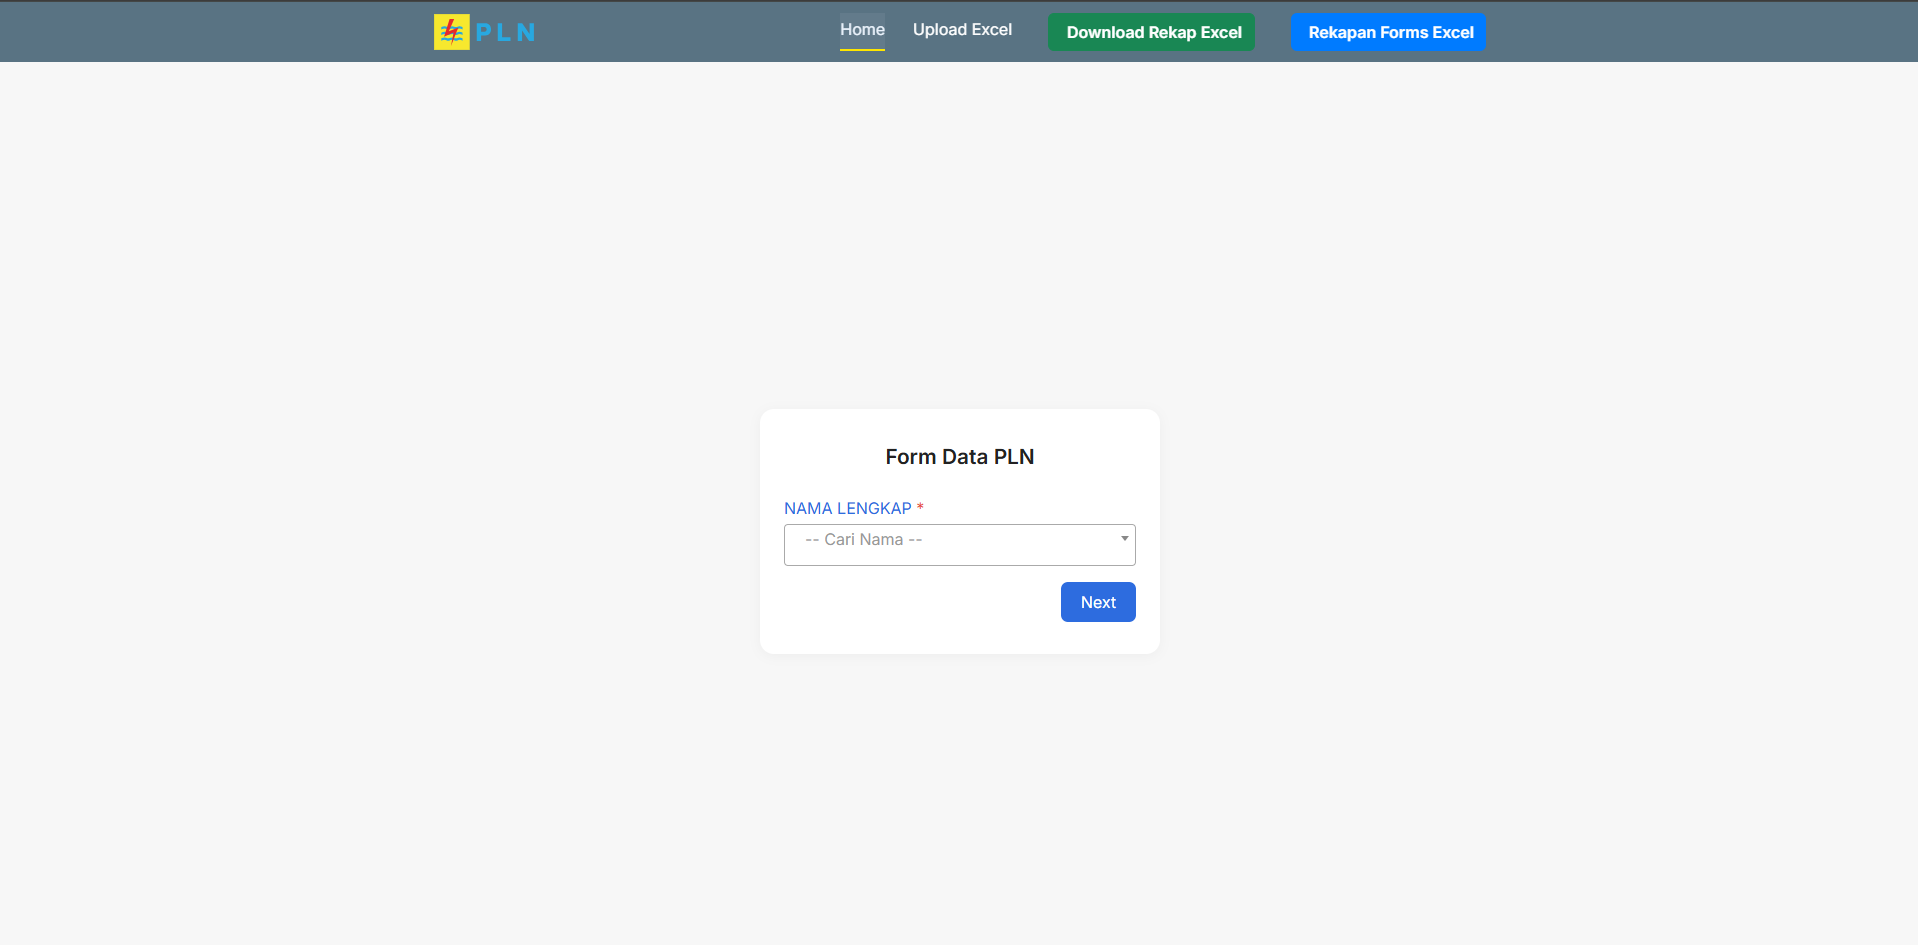 PLN
Home
Upload Excel
Download Rekap Excel
Rekapan Forms Excel
Form Data PLN
NAMA LENGKAP *
-- Cari Nama --
Next